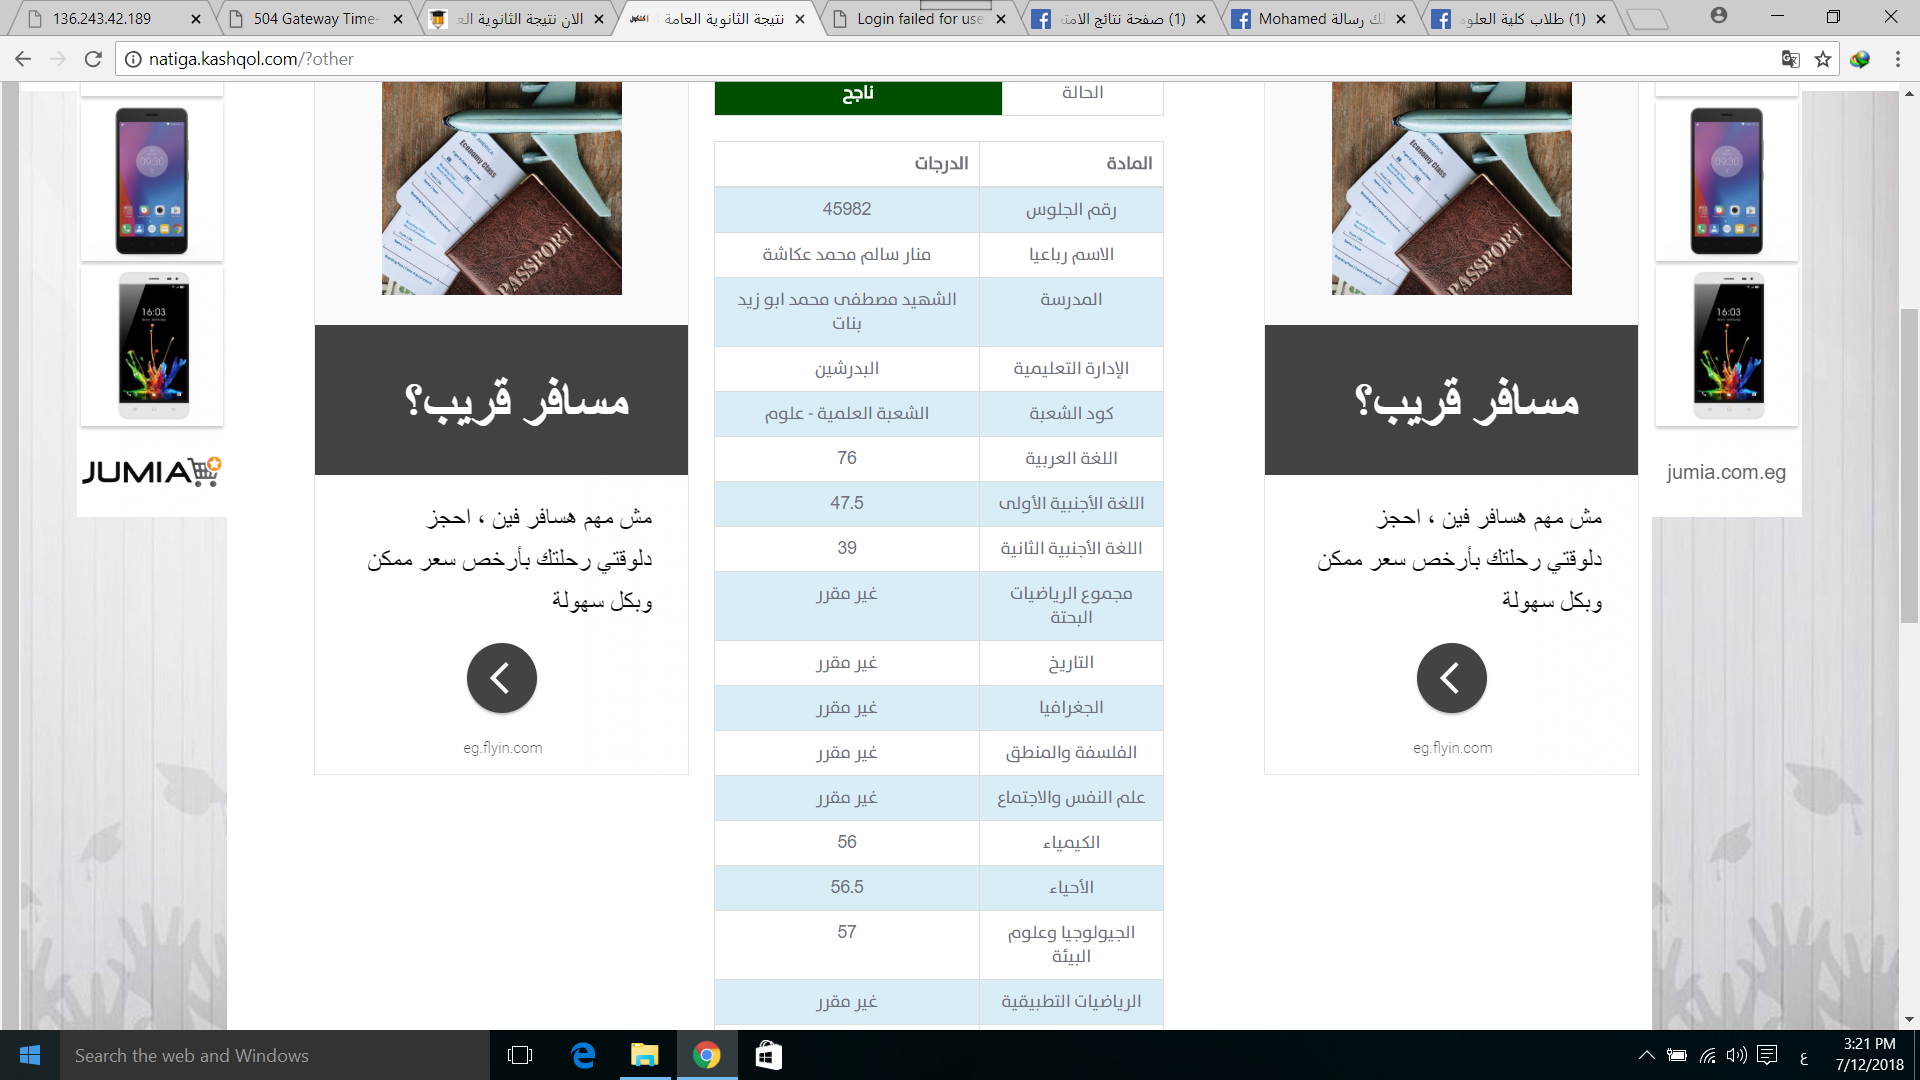 136.243.42.189
504 Gateway Time-
الان نتيجة الثانوية الع
نتيجة الثانوية العامة | كشكول
Login failed for use
(1) صفحة نتائج الامت
Mohamed لك رسالة
(1) طلاب كلية العلوم
natiga.kashqol.com/?other
الحالة ناجح
المادة الدرجات
رقم الجلوس 45982
الاسم رباعيا منار سالم محمد عكاشة
المدرسة الشهيد مصطفى محمد ابو زيد
بنات
الإدارة التعليمية البدرشين
كود الشعبة الشعبة العلمية - علوم
اللغة العربية 76
اللغة الأجنبية الأولى 47.5
اللغة الأجنبية الثانية 39
مجموع الرياضيات غير مقرر
البحتة
التاريخ غير مقرر
الجغرافيا غير مقرر
الفلسفة والمنطق غير مقرر
علم النفس والاجتماع غير مقرر
الكيمياء 56
الأحياء 56.5
الجيولوجيا وعلوم 57
البيئة
الرياضيات التطبيقية غير مقرر
Economy Class
PASSPORT
مسافر قريب؟
مش مهم هسافر فين ، احجز
دلوقتي رحلتك بأرخص سعر ممكن
وبكل سهولة
eg.flyin.com
Economy Class
PASSPORT
مسافر قريب؟
مش مهم هسافر فين ، احجز
دلوقتي رحلتك بأرخص سعر ممكن
وبكل سهولة
eg.flyin.com
09:30
16:03
JUMIA
09:30
16:03
jumia.com.eg
Search the web and Windows
ع
3:21 PM
7/12/2018